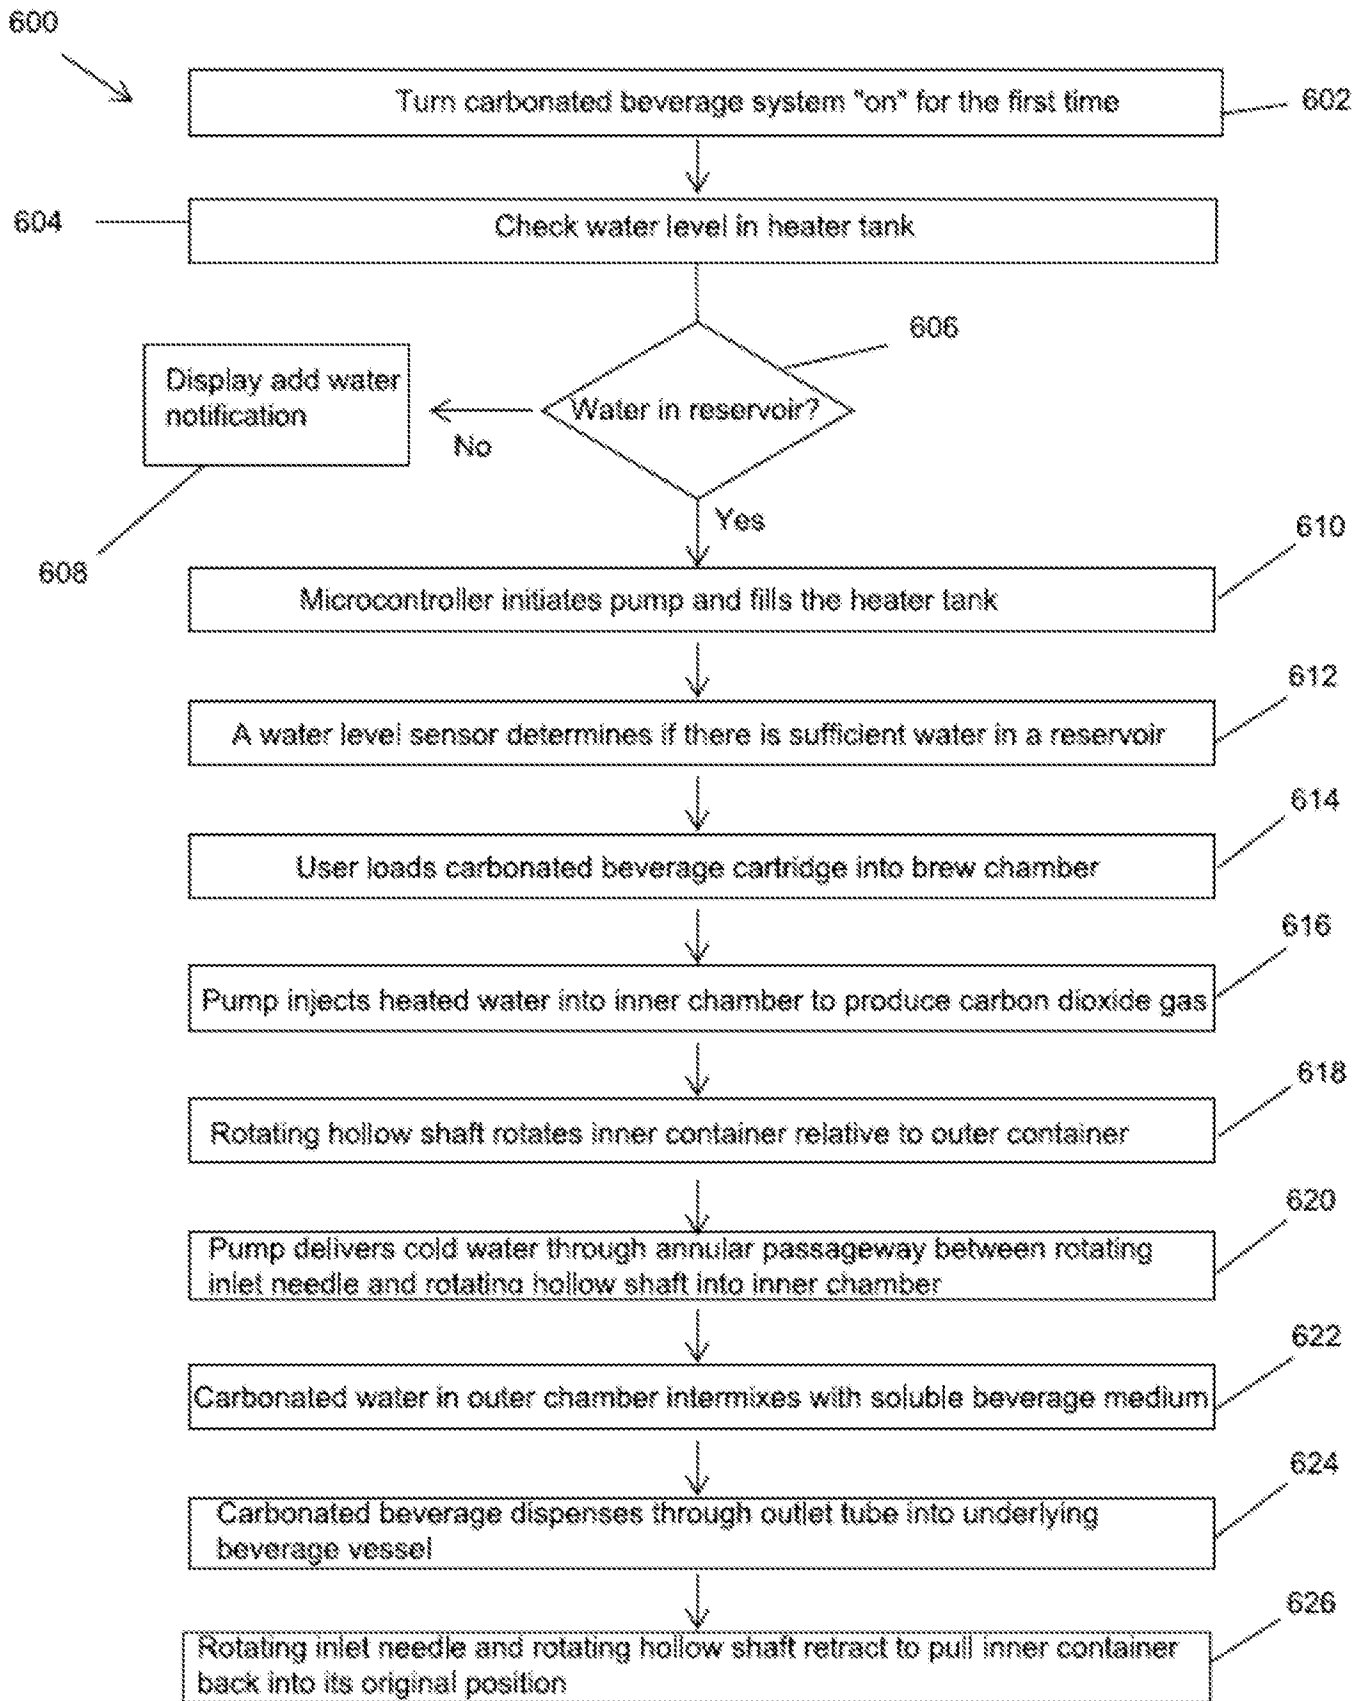 600
Turn carbonated beverage system "on" for the first time
602
604
Check water level in heater tank
606
Display add water
notification
Water in reservoir?
No
Yes
608
610
Microcontroller initiates pump and fills the heater tank
612
A water level sensor determines if there is sufficient water in a reservoir
614
User loads carbonated beverage cartridge into brew chamber
616
Pump injects heated water into inner chamber to produce carbon dioxide gas
618
Rotating hollow shaft rotates inner container relative to outer container
620
Pump delivers cold water through annular passageway between rotating
inlet needle and rotating hollow shaft into inner chamber
622
Carbonated water in outer chamber intermixes with soluble beverage medium
624
Carbonated beverage dispenses through outlet tube into underlying
beverage vessel
626
Rotating inlet needle and rotating hollow shaft retract to pull inner container
back into its original position